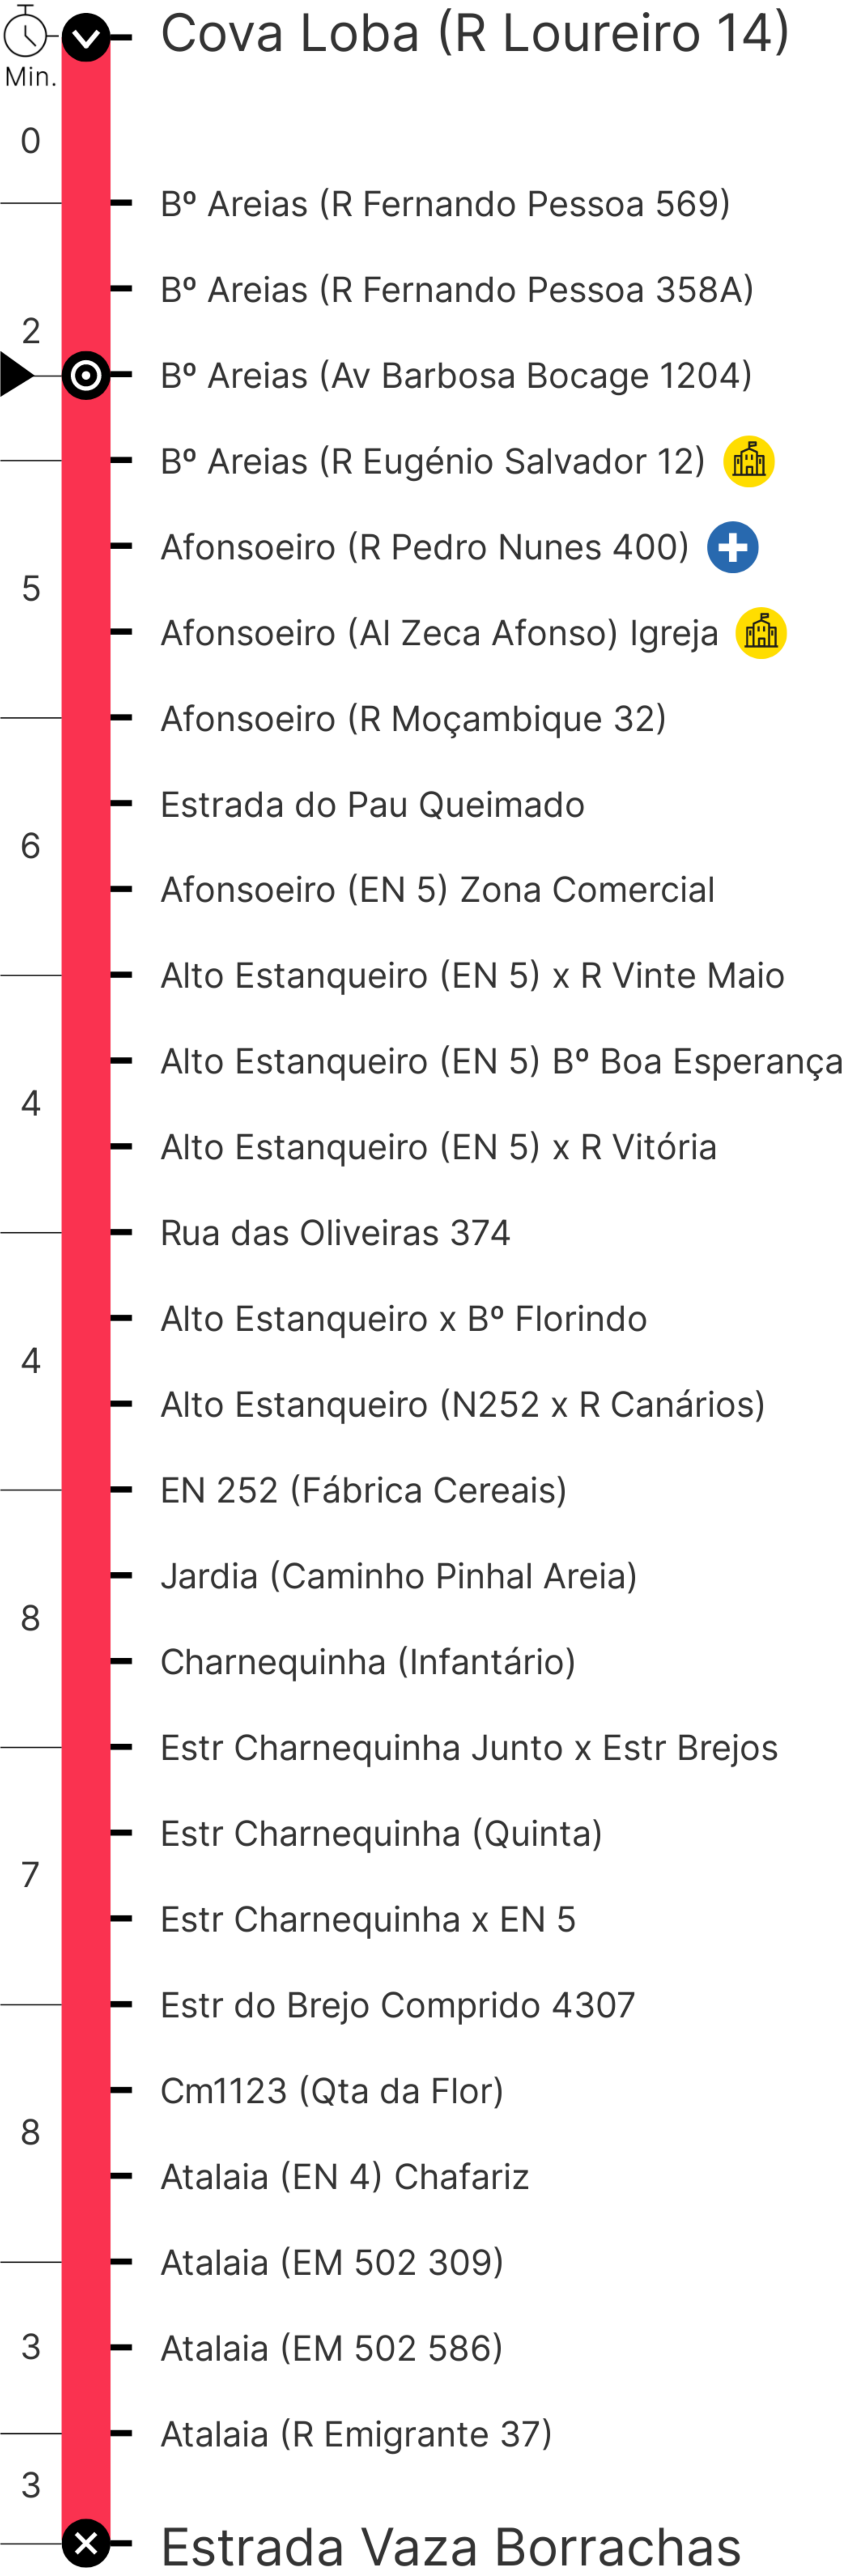 Cova Loba (R Loureiro 14)
Min.
0
Bº Areias (R Fernando Pessoa 569)
Bº Areias (R Fernando Pessoa 358A)
2
Bº Areias (Av Barbosa Bocage 1204)
Bº Areias (R Eugénio Salvador 12)
Afonsoeiro (R Pedro Nunes 400)
5
Afonsoeiro (Al Zeca Afonso) Igreja
Afonsoeiro (R Moçambique 32)
Estrada do Pau Queimado
6
Afonsoeiro (EN 5) Zona Comercial
Alto Estanqueiro (EN 5) x R Vinte Maio
Alto Estanqueiro (EN 5) Bº Boa Esperança
4
Alto Estanqueiro (EN 5) x R Vitória
Rua das Oliveiras 374
Alto Estanqueiro x Bº Florindo
4
Alto Estanqueiro (N252 x R Canários)
EN 252 (Fábrica Cereais)
Jardia (Caminho Pinhal Areia)
8
Charnequinha (Infantário)
Estr Charnequinha Junto x Estr Brejos
Estr Charnequinha (Quinta)
7
Estr Charnequinha x EN 5
Estr do Brejo Comprido 4307
Cm1123 (Qta da Flor)
8
Atalaia (EN 4) Chafariz
Atalaia (EM 502 309)
3
Atalaia (EM 502 586)
Atalaia (R Emigrante 37)
3
Estrada Vaza Borrachas